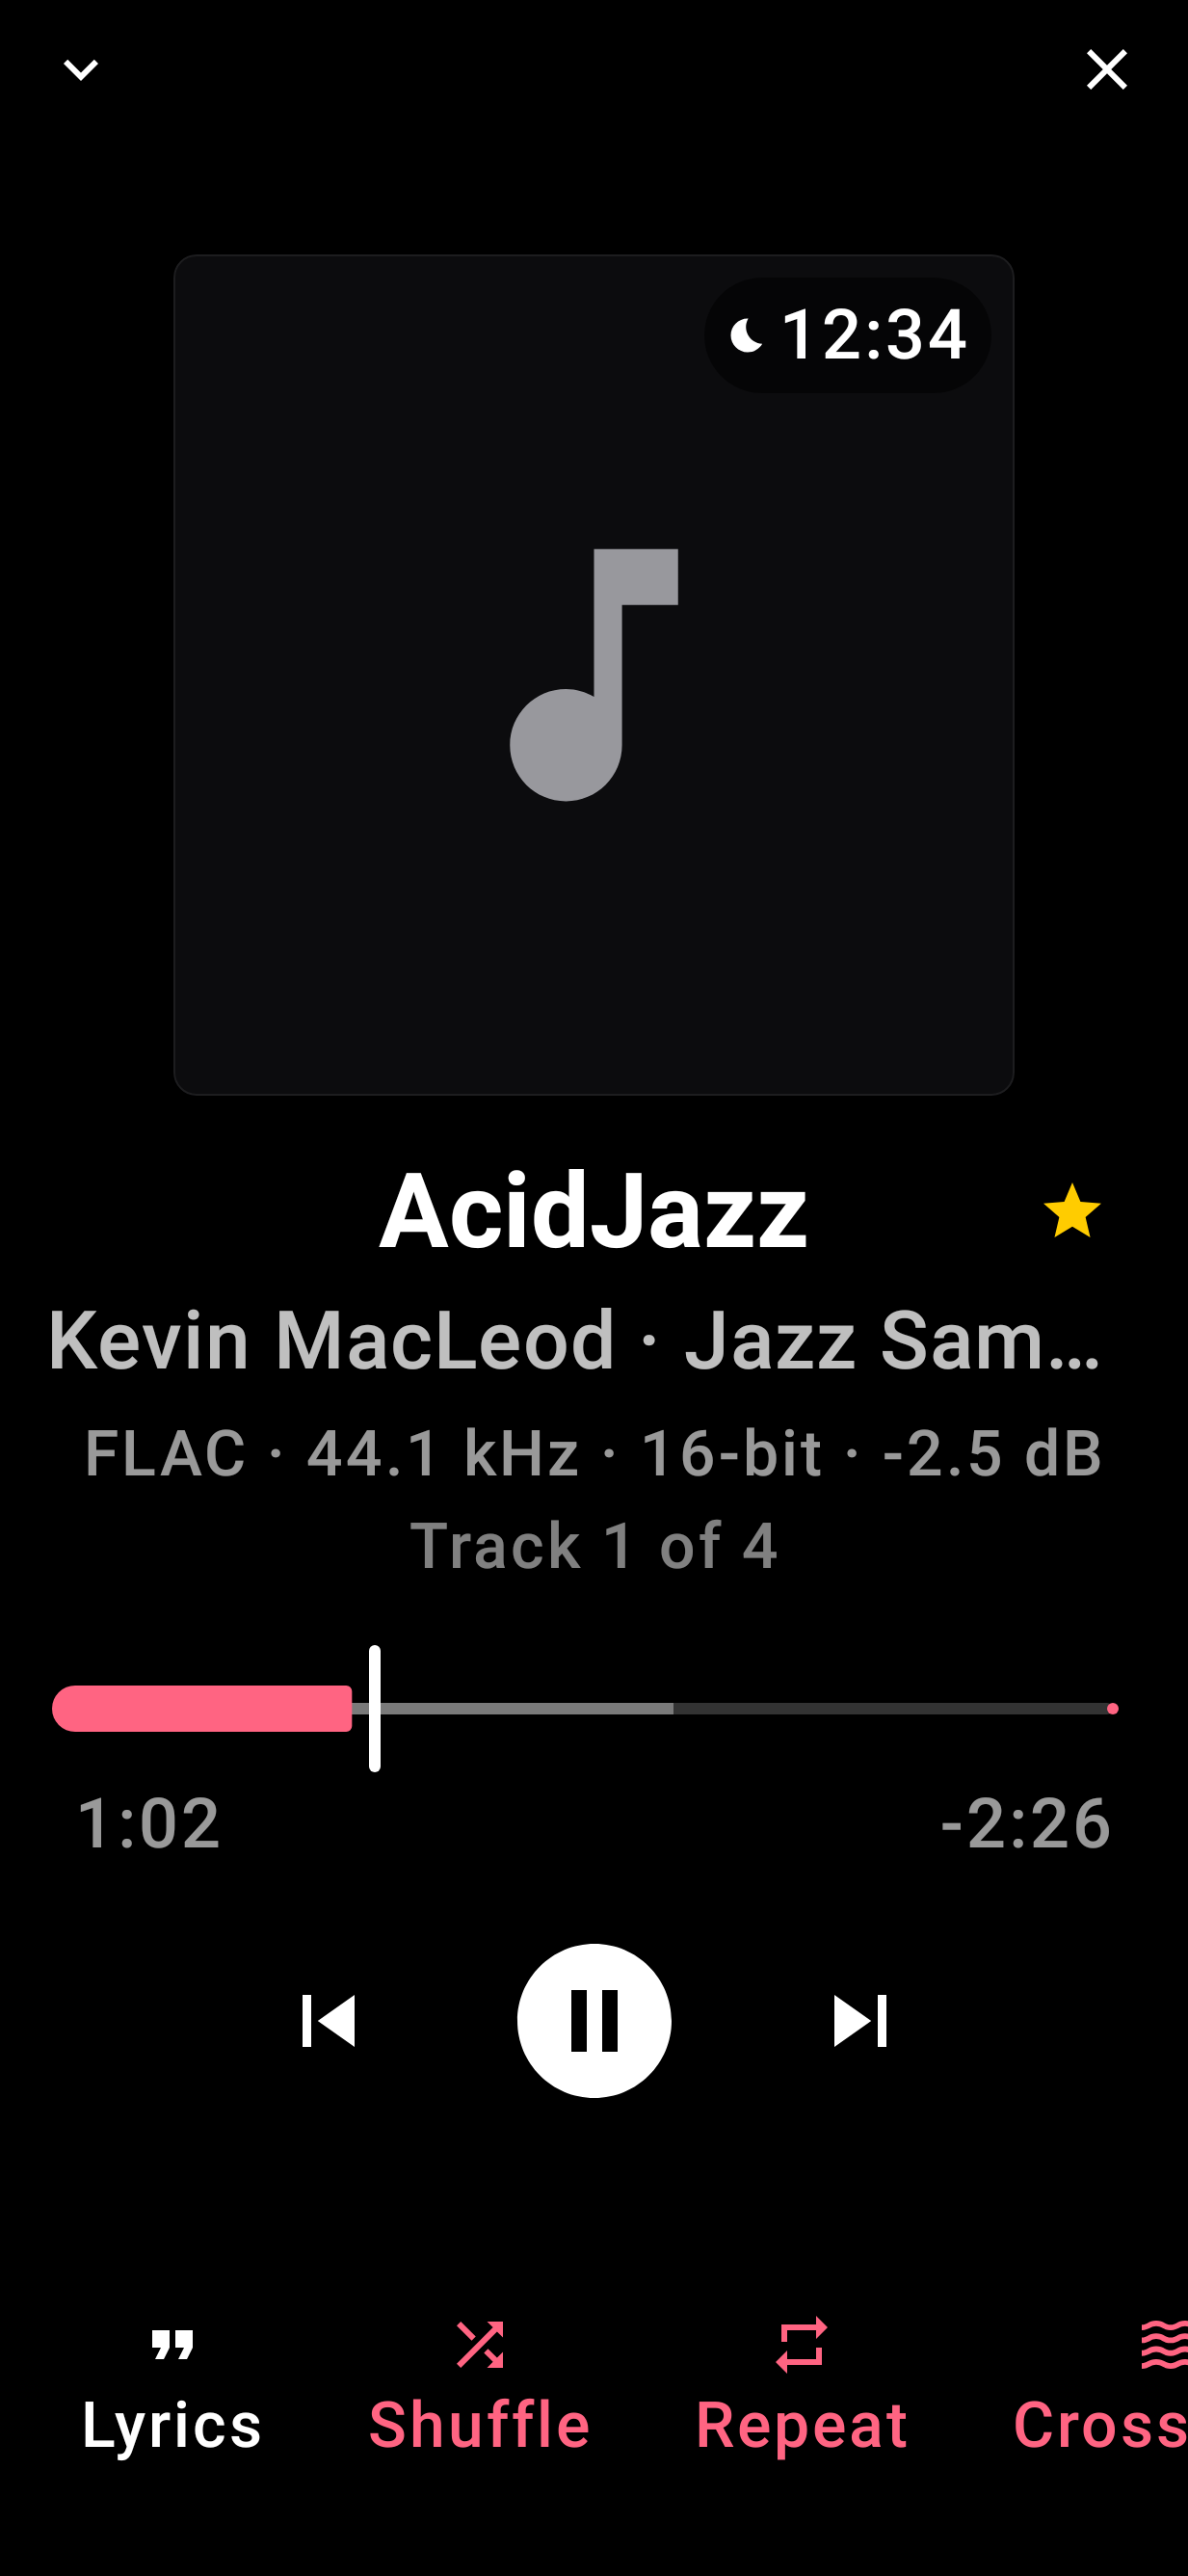 12:34
AcidJazz
Kevin MacLeod · Jazz Sam…
FLAC · 44.1 kHz · 16-bit · -2.5 dB
Track 1 of 4
1:02 -2:26
Lyrics Shuffle Repeat Cross